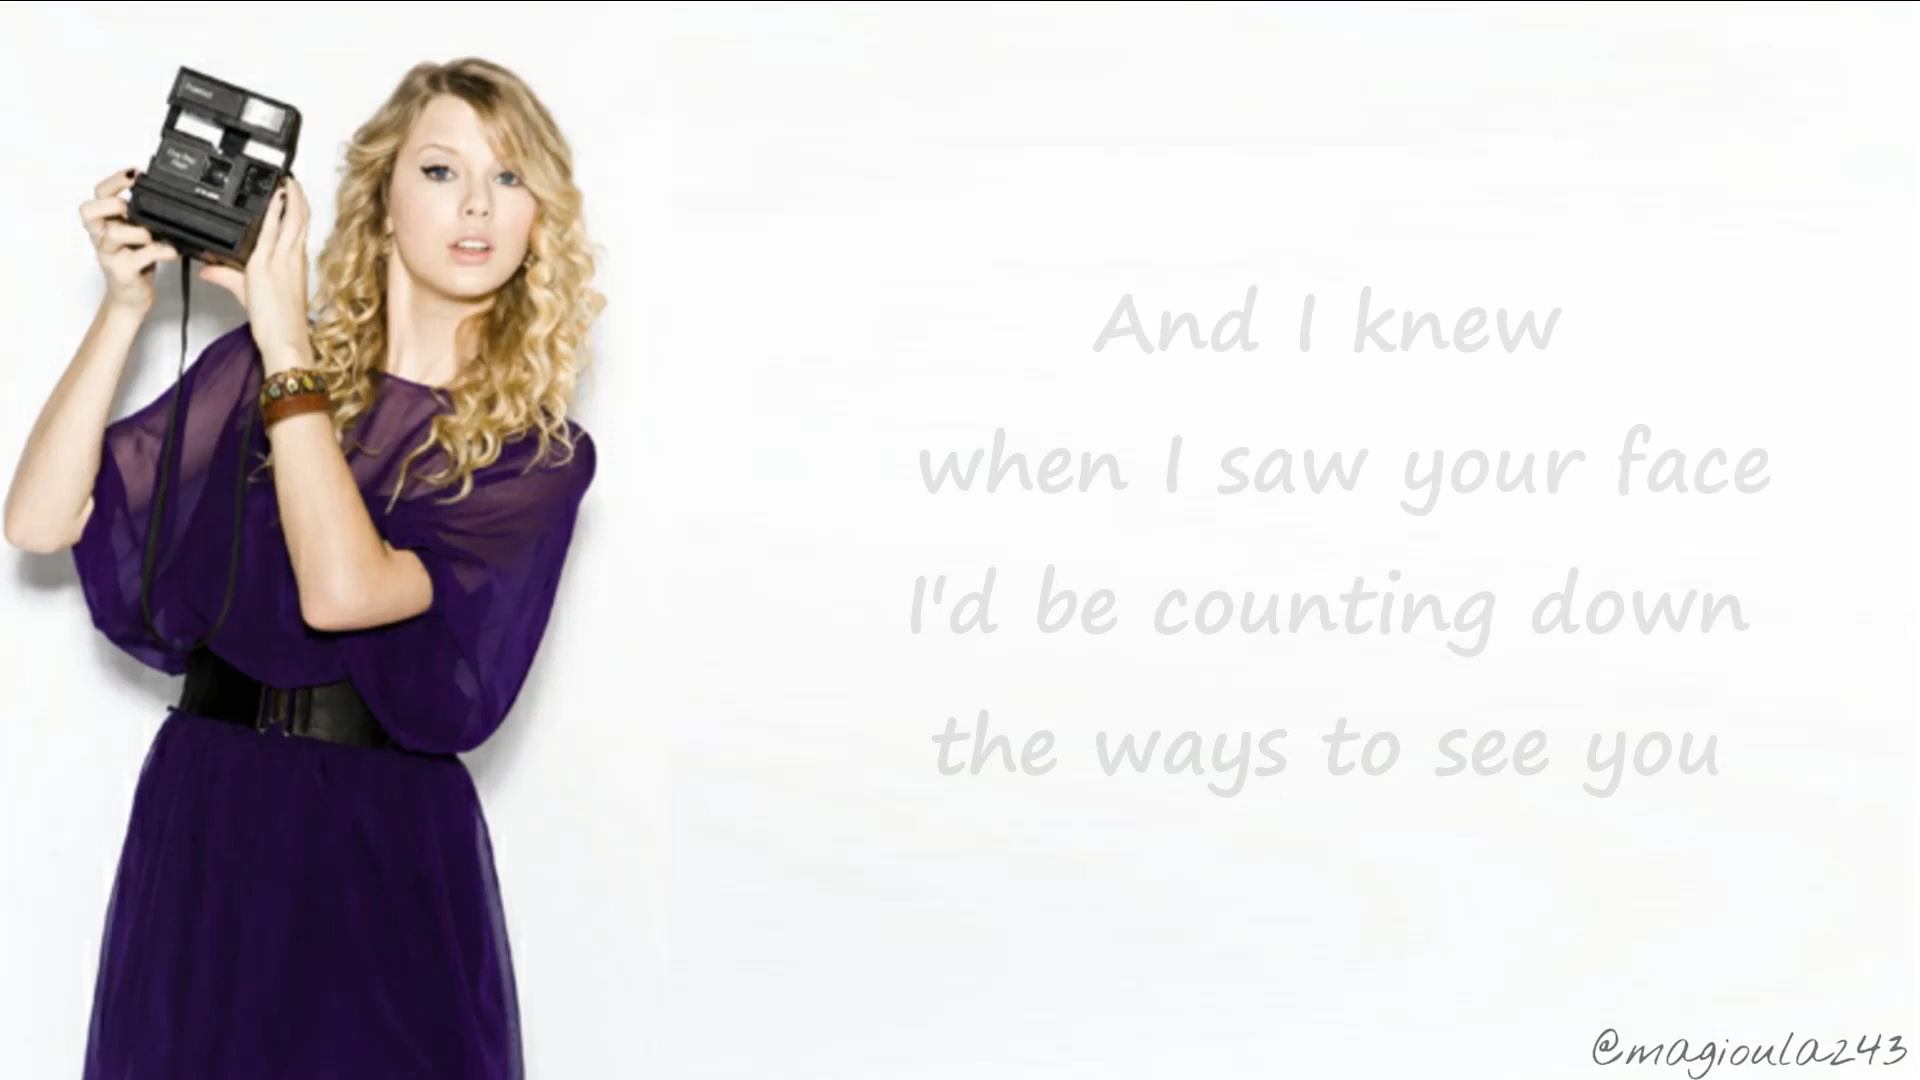 And I knew
when I saw your face
I'd be counting down
the ways to see you
@magioula243